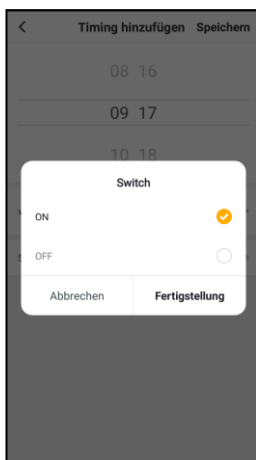 Timing hinzufügen Speichern
08 16
09 17
10 18
Switch
ON
OFF
Abbrechen Fertigstellung